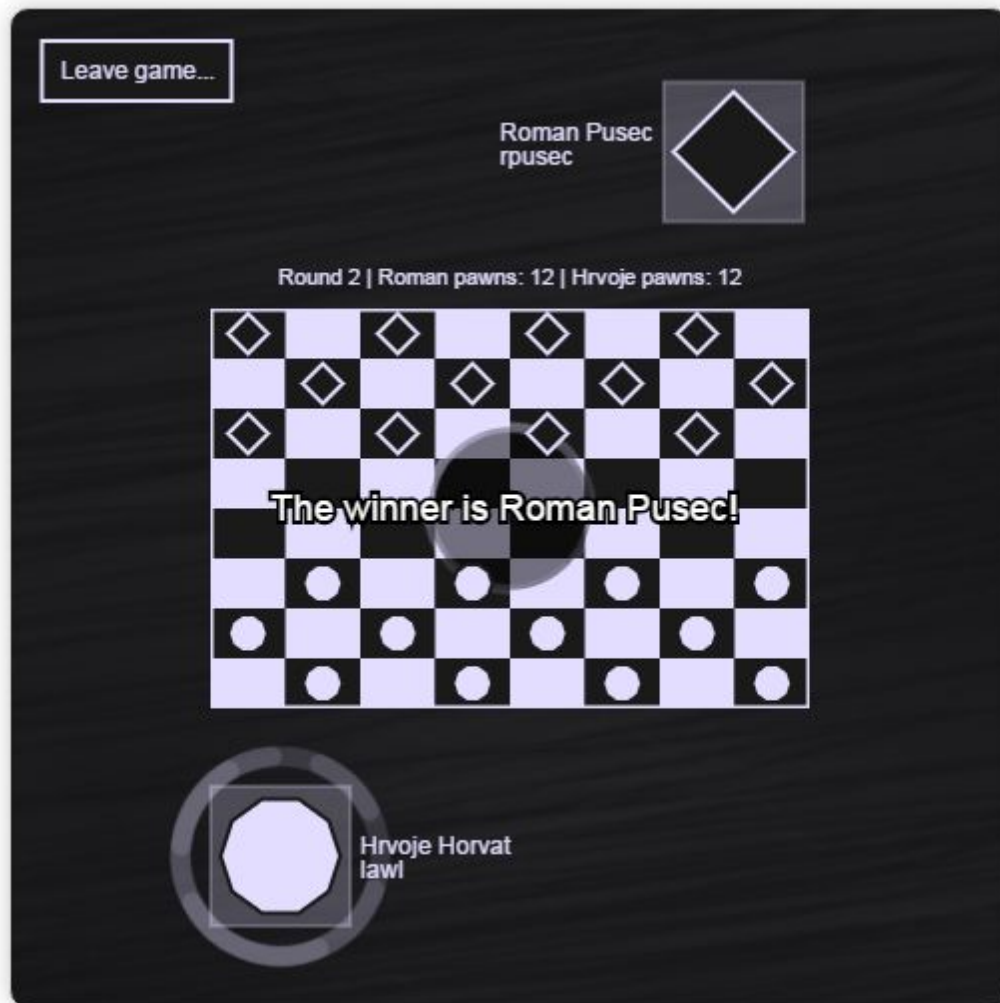 Leave game...
Roman Pusec
rpusec
Round 2 | Roman pawns: 12 | Hrvoje pawns: 12
The winner is Roman Pusec!
Hrvoje Horvat
lawl